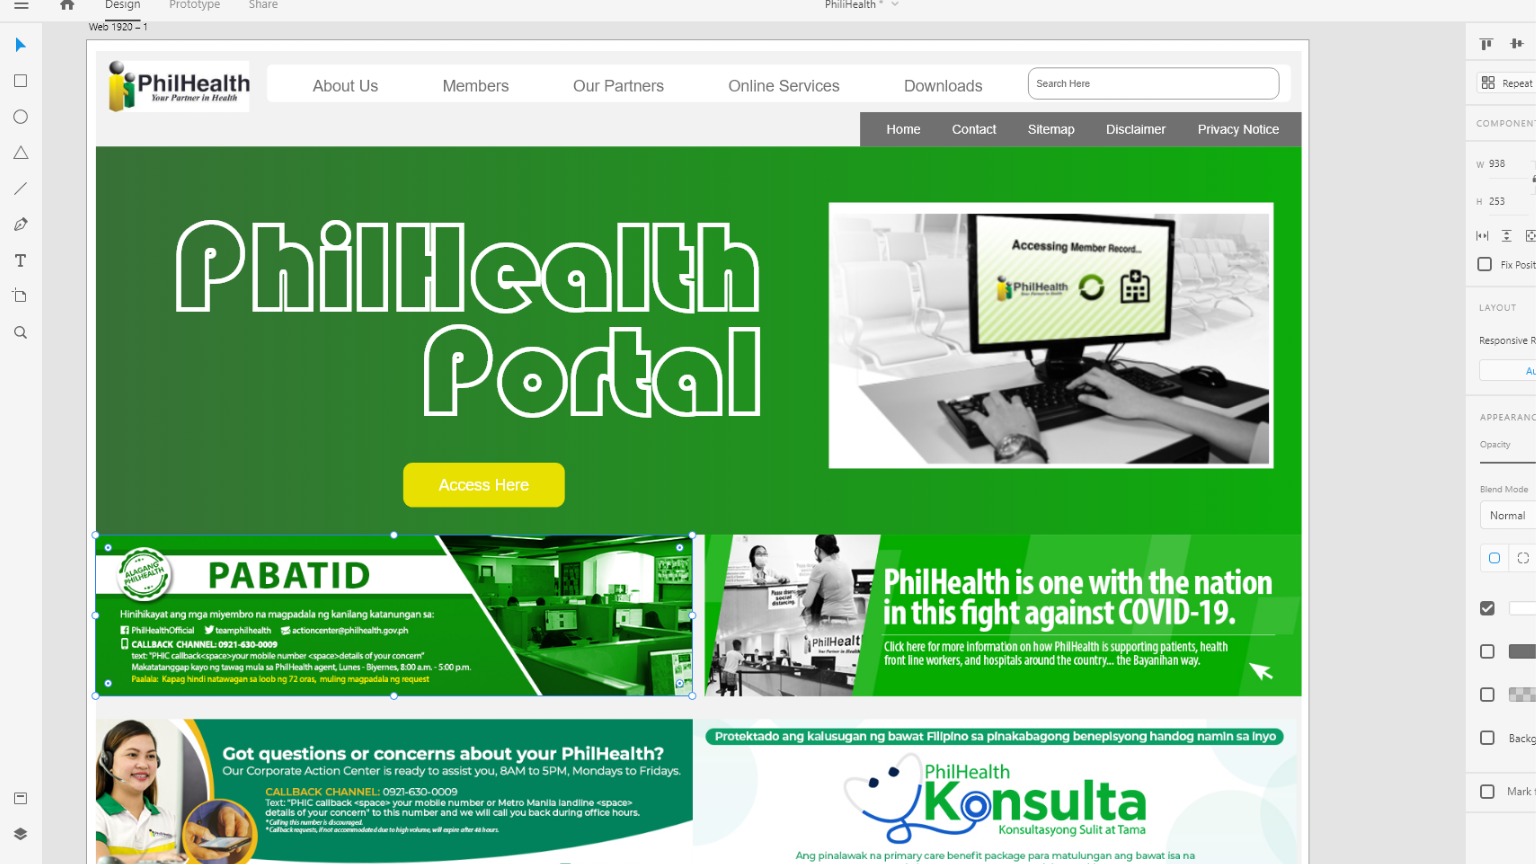 Design
Prototype
Share
PhiliHealth *
Web 1920 – 1
PhilHealth
Your Partner in Health
About Us
Members
Our Partners
Online Services
Downloads
Search Here
Home
Contact
Sitemap
Disclaimer
Privacy Notice
PhilHealth
Portal
Access Here
Accessing Member Record...
PhilHealth
Your Partner in Health
ALAGANG
PHILHEALTH
PABATID
Hinihikayat ang mga miyembro na magpadala ng kanilang katanungan sa:
PhilHealthOfficial teamphilhealth actioncenter@philhealth.gov.ph
CALLBACK CHANNEL: 0921-630-0009
text: "PHIC callback<space>your mobile number <space>details of your concern"
Makatatanggap kayo ng tawag mula sa PhilHealth agent, Lunes - Biyernes, 8:00 a.m. - 5:00 p.m.
Paalala: Kapag hindi natawagan sa loob ng 72 oras, muling magpadala ng request
Please observe
social
distancing.
PhilHealth
PhilHealth is one with the nation
in this fight against COVID-19.
Click here for more information on how PhilHealth is supporting patients, health
front line workers, and hospitals around the country... the Bayanihan way.
Got questions or concerns about your PhilHealth?
Our Corporate Action Center is ready to assist you, 8AM to 5PM, Mondays to Fridays.
CALLBACK CHANNEL: 0921-630-0009
Text: "PHIC callback <space> your mobile number or Metro Manila landline <space>
details of your concern" to this number and we will call you back during office hours.
*Calling this number is discouraged.
*Callback requests, if not accommodated due to high volume, will expire after 48 hours.
Protektado ang kalusugan ng bawat Filipino sa pinakabagong benepisyong handog namin sa inyo
PhilHealth
Konsulta
Konsultasyong Sulit at Tama
Ang pinalawak na primary care benefit package para matulungan ang bawat isa na
Repeat
COMPONENT
W 938
H 253
Fix Posit
LAYOUT
Responsive R
Au
APPEARANC
Opacity
Blend Mode
Normal
Backg
Mark f